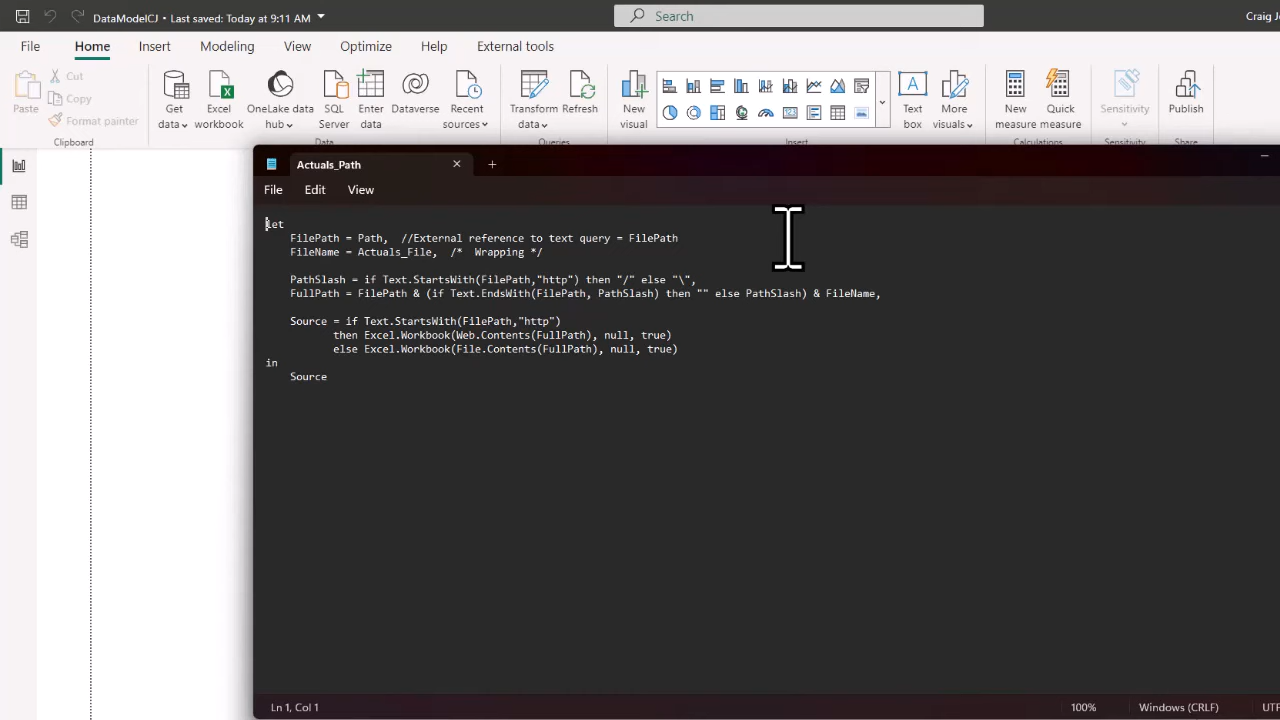 DataModelCJ • Last saved: Today at 9:11 AM
Search
Craig
File Home Insert Modeling View Optimize Help External tools
Paste
Cut
Copy
Format painter
Clipboard
Get data
Excel workbook
OneLake data hub
SQL Server
Enter data
Dataverse
Recent sources
Data
Transform data
Refresh
Queries
New visual
Text box
More visuals
Insert
New measure
Quick measure
Calculations
Sensitivity
Sensitivity
Publish
Share
Actuals_Path
File Edit View
let
FilePath = Path, //External reference to text query = FilePath
FileName = Actuals_File, /* Wrapping */
PathSlash = if Text.StartsWith(FilePath,"http") then "/" else "\",
FullPath = FilePath & (if Text.EndsWith(FilePath, PathSlash) then "" else PathSlash) & FileName,
Source = if Text.StartsWith(FilePath,"http")
then Excel.Workbook(Web.Contents(FullPath), null, true)
else Excel.Workbook(File.Contents(FullPath), null, true)
in
Source
Ln 1, Col 1
100%
Windows (CRLF)
UTF